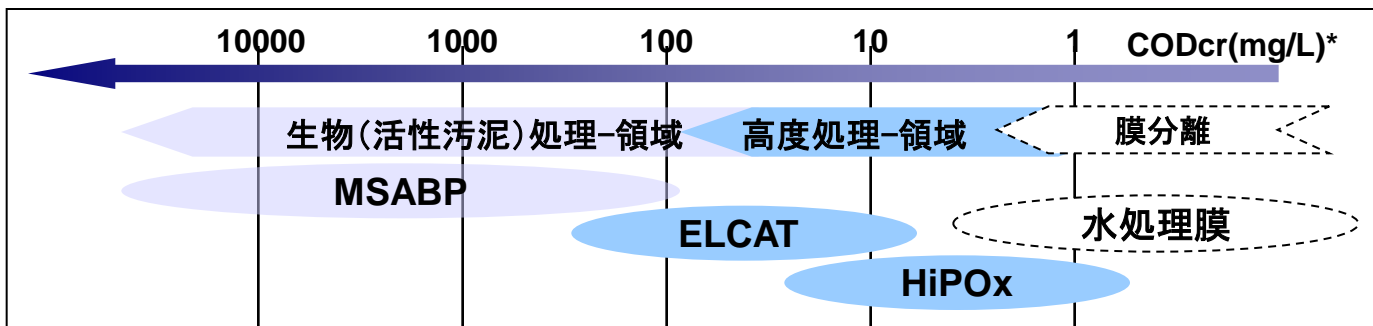 10000 1000 100 10 1 CODcr(mg/L)*
生物(活性汚泥)処理-領域 高度処理-領域 膜分離
MSABP
ELCAT 水処理膜
HiPOx